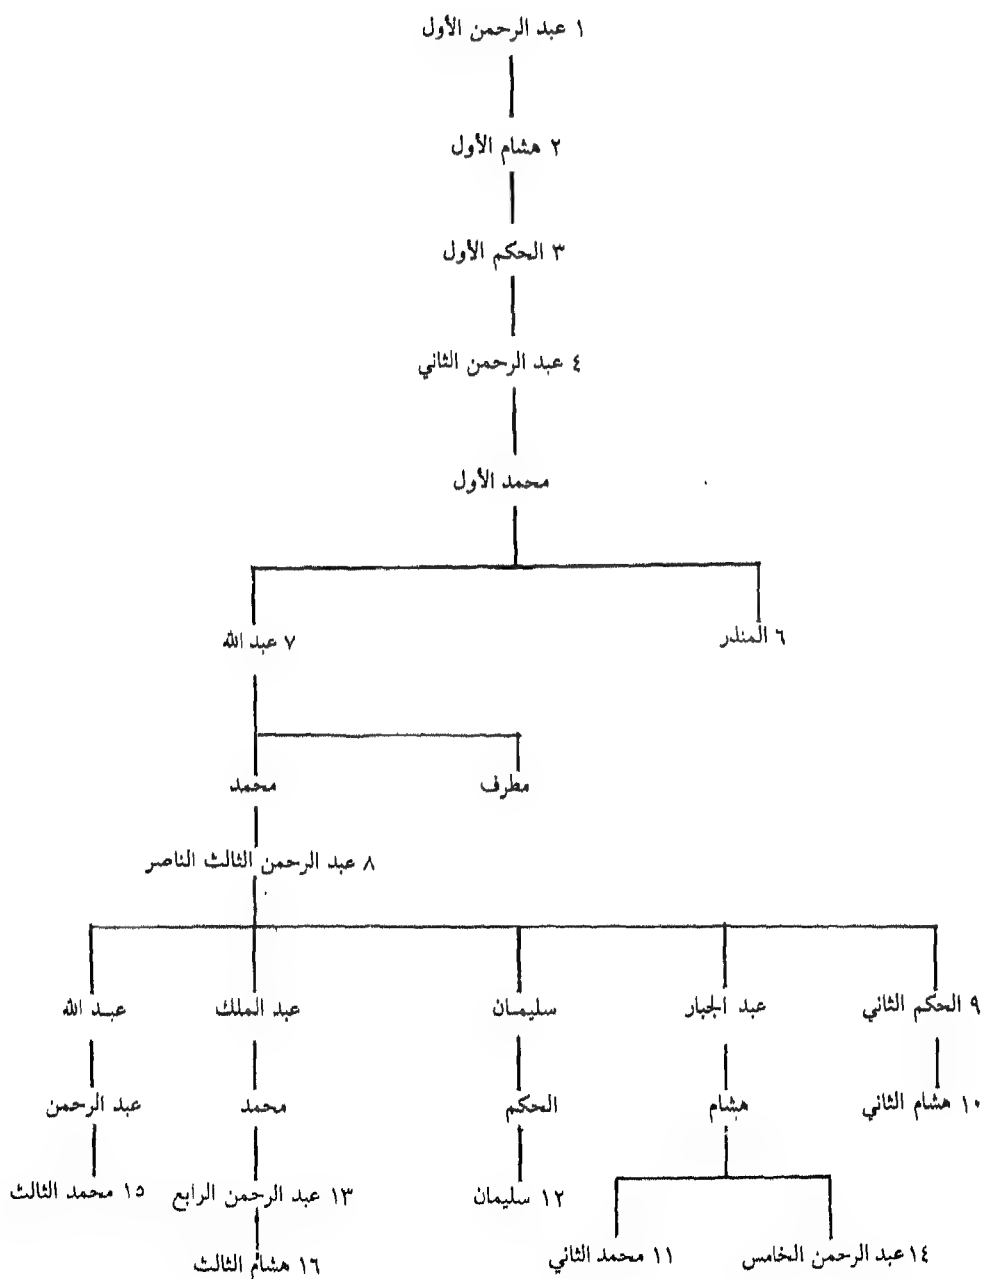 ١ عبد الرحمن الأول
٢ هشام الأول
٣ الحكم الأول
٤ عبد الرحمن الثاني
محمد الأول
٦ المنذر
٧ عبد الله
مطرف
محمد
٨ عبد الرحمن الثالث الناصر
٩ الحكم الثاني
عبد الجبار
سليمان
عبد الملك
عبد الله
١٠ هشام الثاني
هشام
الحكم
محمد
عبد الرحمن
١٢ سليمان
١٣ عبد الرحمن الرابع
١٥ محمد الثالث
١٤ عبد الرحمن الخامس
١١ محمد الثاني
١٦ هشام الثالث